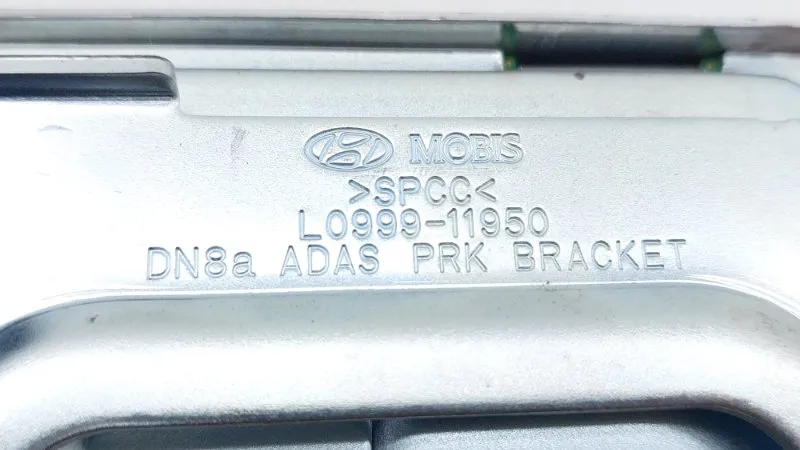 MOBIS
>SPCC<
L0999-11950
DN8a ADAS PRK BRACKET